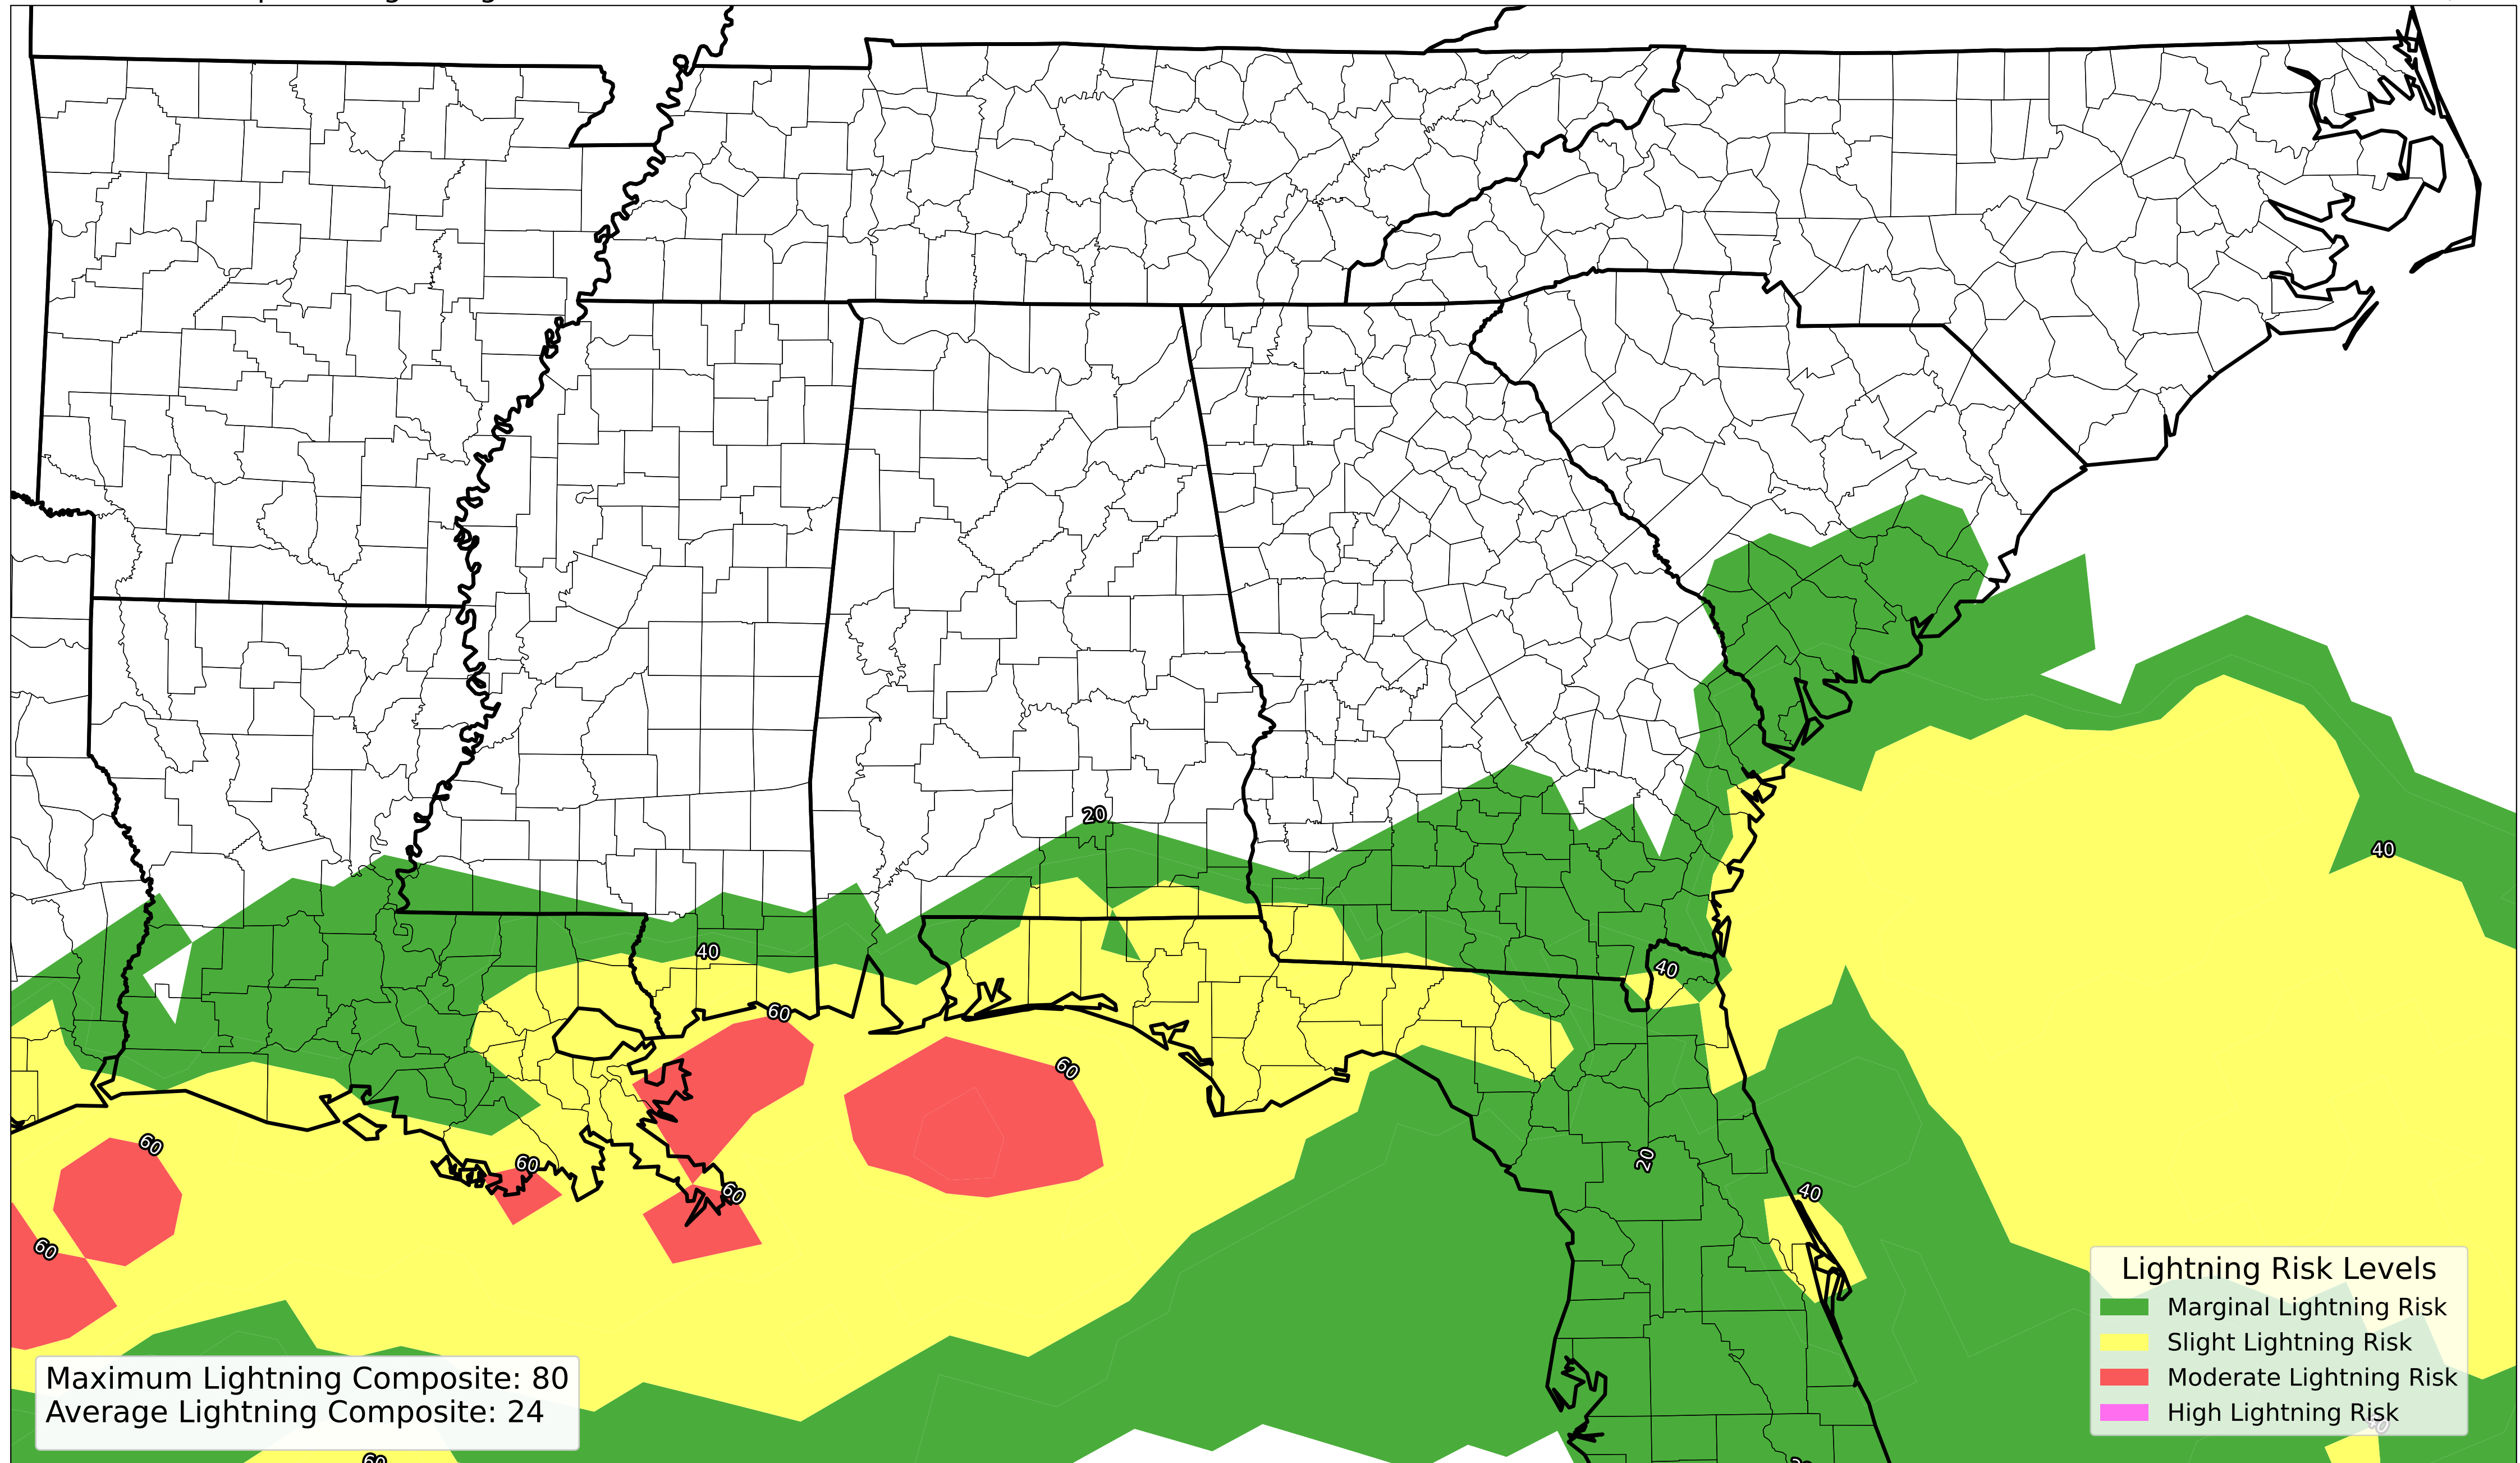 20
40
40
40
60
60
60
60
60
60
20
40
Lightning Risk Levels
Marginal Lightning Risk
Slight Lightning Risk
Moderate Lightning Risk
High Lightning Risk
Maximum Lightning Composite: 80
Average Lightning Composite: 24
40
60